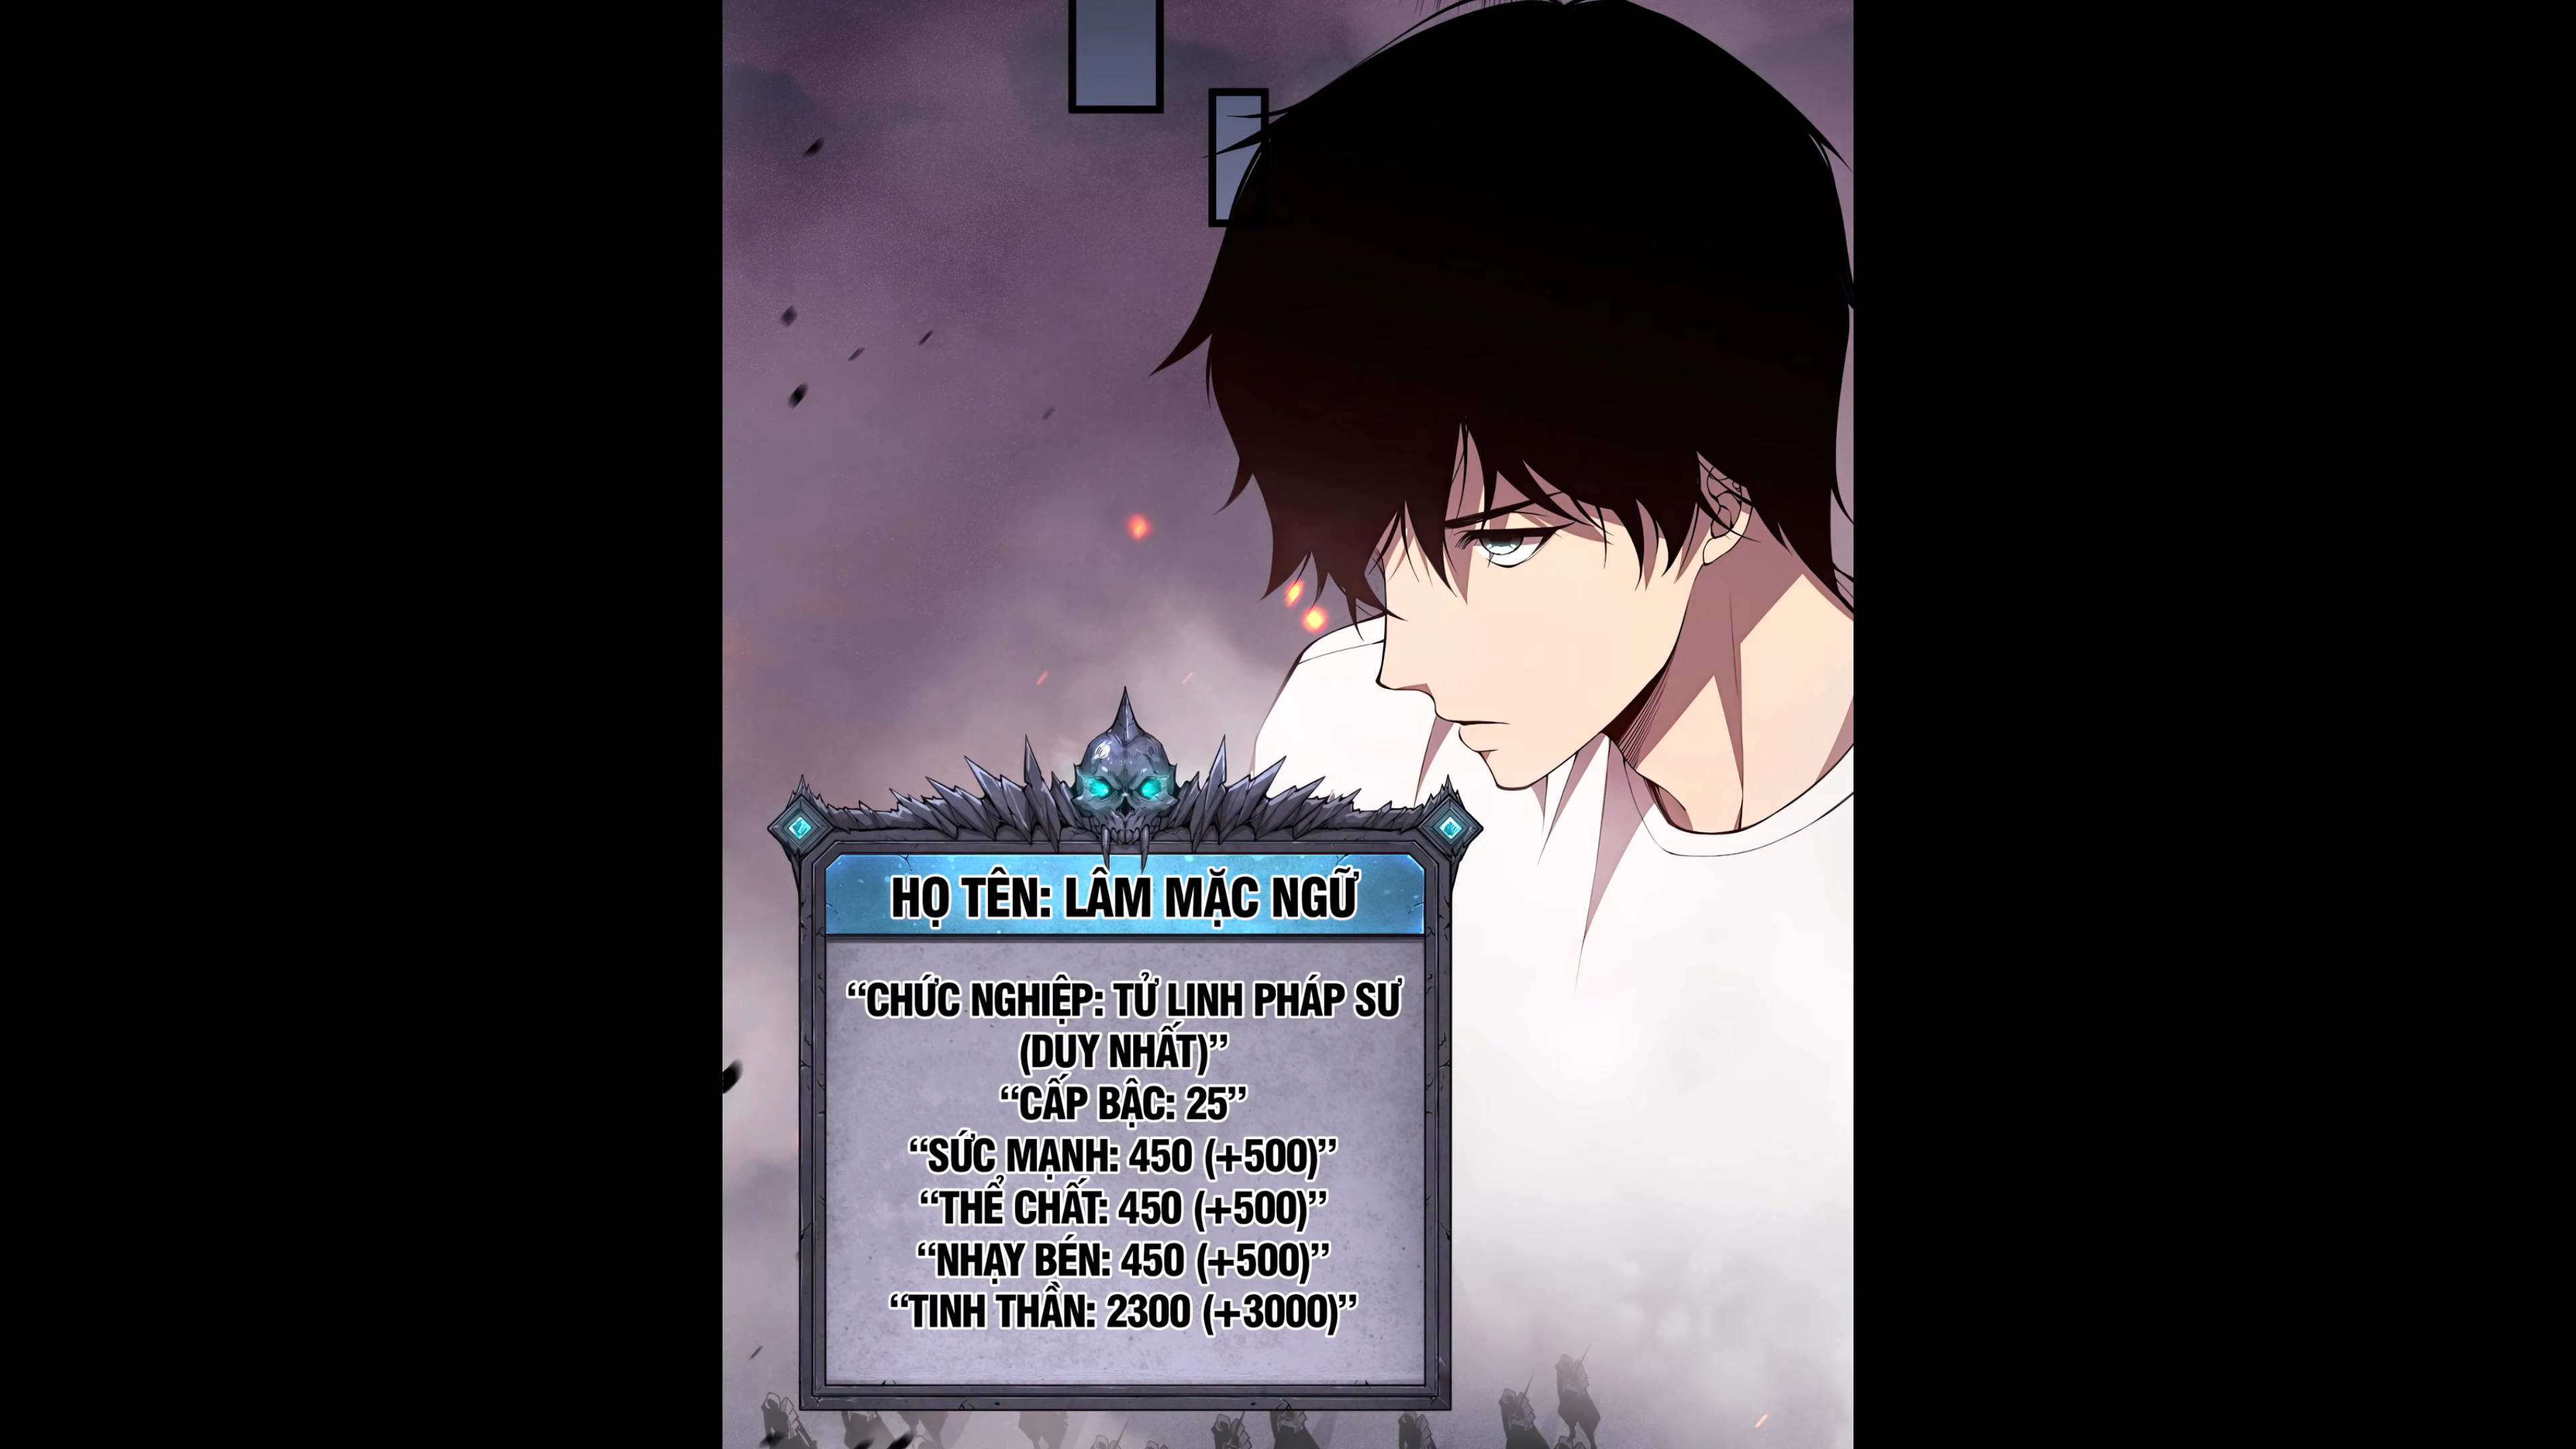 HỌ TÊN: LÂM MẶC NGỮ
“CHỨC NGHIỆP: TỬ LINH PHÁP SƯ
(DUY NHẤT)”
“CẤP BẬC: 25”
“SỨC MẠNH: 450 (+500)”
“THỂ CHẤT: 450 (+500)”
“NHẠY BÉN: 450 (+500)”
“TINH THẦN: 2300 (+3000)”